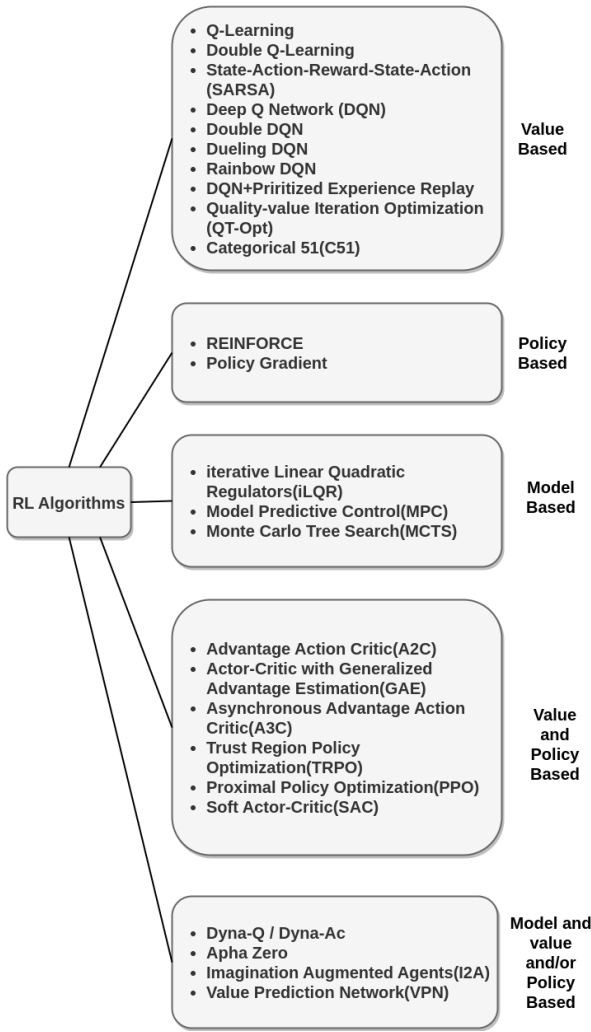 • Q-Learning
• Double Q-Learning
• State-Action-Reward-State-Action
(SARSA)
• Deep Q Network (DQN)
• Double DQN
• Dueling DQN
• Rainbow DQN
• DQN+Priritized Experience Replay
• Quality-value Iteration Optimization
(QT-Opt)
• Categorical 51(C51)
Value
Based
• REINFORCE
• Policy Gradient
Policy
Based
RL Algorithms
• iterative Linear Quadratic
Regulators(iLQR)
• Model Predictive Control(MPC)
• Monte Carlo Tree Search(MCTS)
Model
Based
• Advantage Action Critic(A2C)
• Actor-Critic with Generalized
Advantage Estimation(GAE)
• Asynchronous Advantage Action
Critic(A3C)
• Trust Region Policy
Optimization(TRPO)
• Proximal Policy Optimization(PPO)
• Soft Actor-Critic(SAC)
Value
and
Policy
Based
• Dyna-Q / Dyna-Ac
• Apha Zero
• Imagination Augmented Agents(I2A)
• Value Prediction Network(VPN)
Model and
value
and/or
Policy
Based